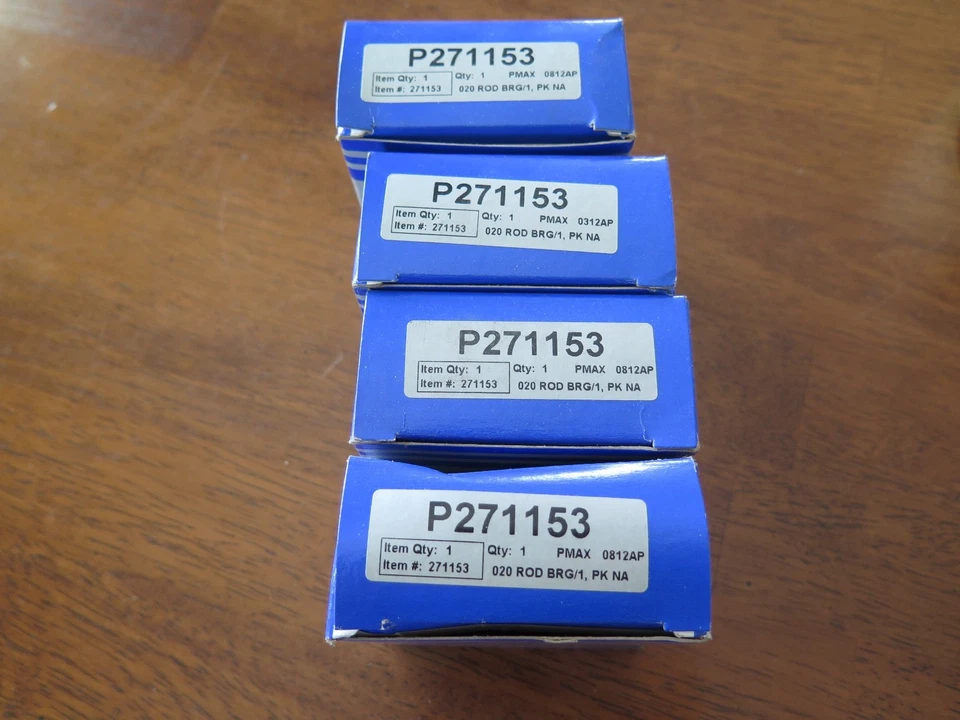 P271153
Item Qty: 1 Qty: 1 PMAX 0812AP
Item #: 271153 020 ROD BRG/1, PK NA
P271153
Item Qty: 1 Qty: 1 PMAX 0312AP
Item #: 271153 020 ROD BRG/1, PK NA
P271153
Item Qty: 1 Qty: 1 PMAX 0812AP
Item #: 271153 020 ROD BRG/1, PK NA
P271153
Item Qty: 1 Qty: 1 PMAX 0812AP
Item #: 271153 020 ROD BRG/1, PK NA